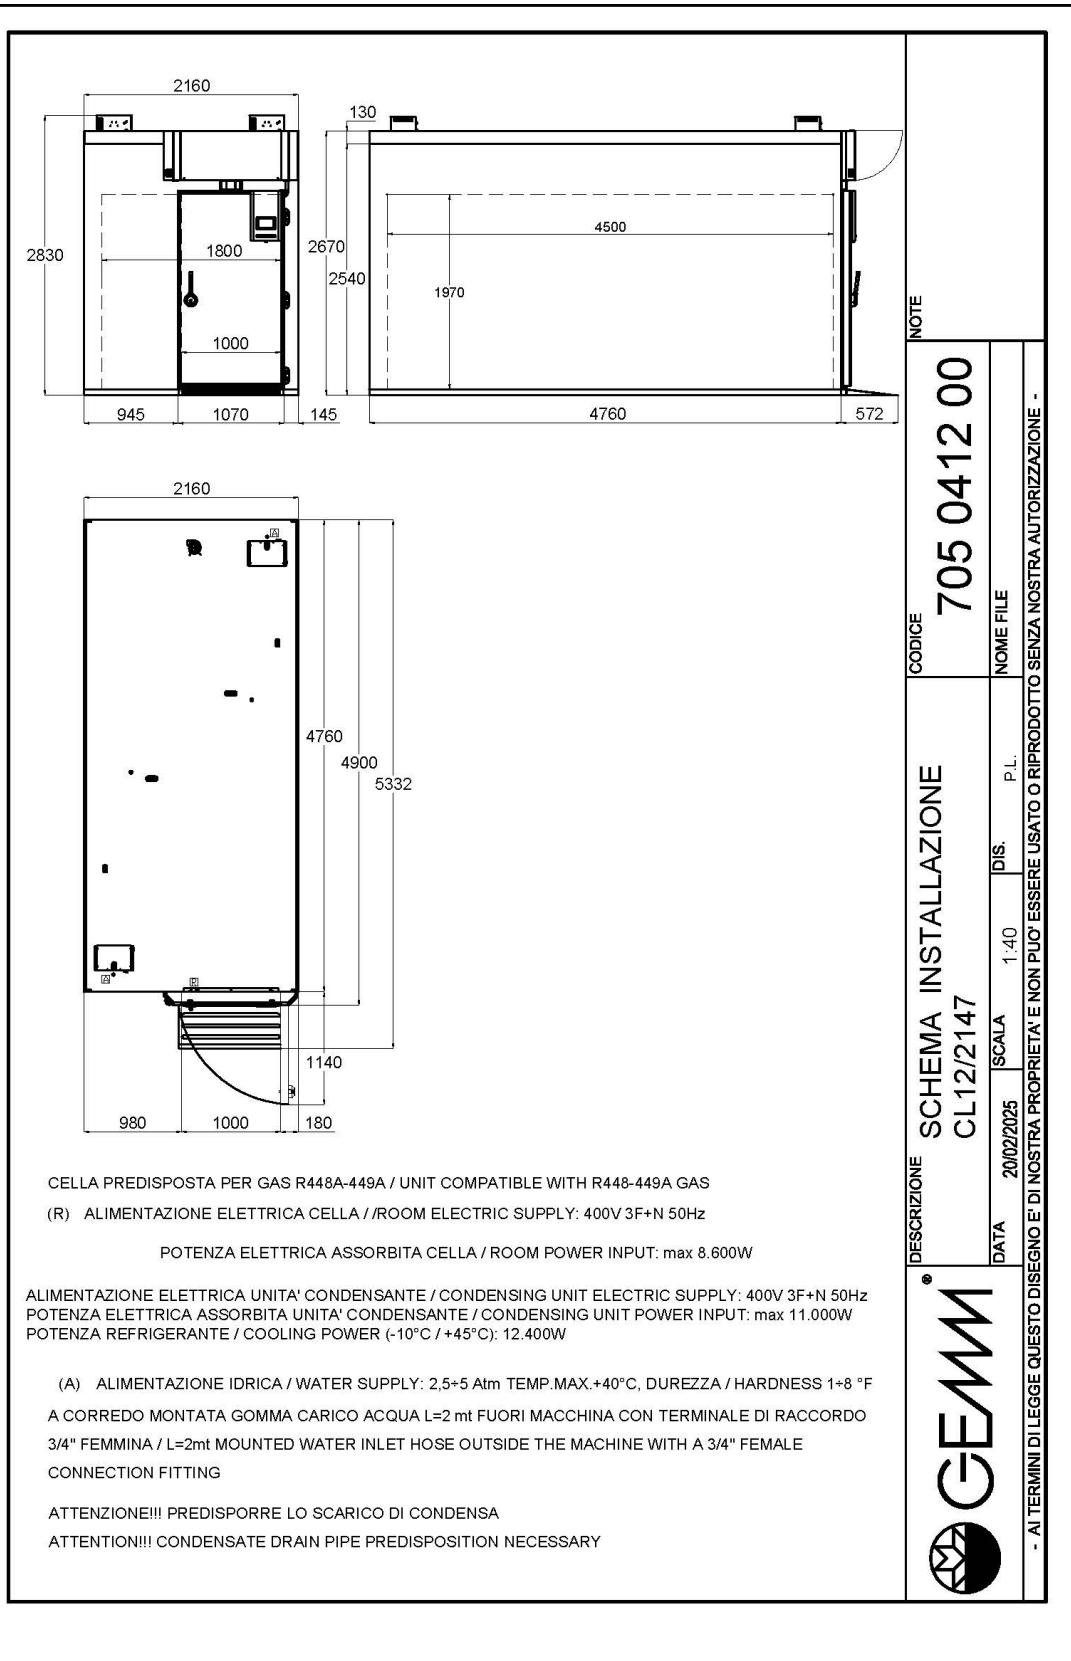 2160
130
2830
1800
1000
2670
2540
4500
1970
945
1070
145
4760
572
2160
4760
4900
5332
1140
980
1000
180
A
A
R
CELLA PREDISPOSTA PER GAS R448A-449A / UNIT COMPATIBLE WITH R448-449A GAS
(R) ALIMENTAZIONE ELETTRICA CELLA / /ROOM ELECTRIC SUPPLY: 400V 3F+N 50Hz
POTENZA ELETTRICA ASSORBITA CELLA / ROOM POWER INPUT: max 8.600W
ALIMENTAZIONE ELETTRICA UNITA' CONDENSANTE / CONDENSING UNIT ELECTRIC SUPPLY: 400V 3F+N 50Hz
POTENZA ELETTRICA ASSORBITA UNITA' CONDENSANTE / CONDENSING UNIT POWER INPUT: max 11.000W
POTENZA REFRIGERANTE / COOLING POWER (-10°C / +45°C): 12.400W
(A) ALIMENTAZIONE IDRICA / WATER SUPPLY: 2,5÷5 Atm TEMP.MAX.+40°C, DUREZZA / HARDNESS 1÷8 °F
A CORREDO MONTATA GOMMA CARICO ACQUA L=2 mt FUORI MACCHINA CON TERMINALE DI RACCORDO
3/4" FEMMINA / L=2mt MOUNTED WATER INLET HOSE OUTSIDE THE MACHINE WITH A 3/4" FEMALE
CONNECTION FITTING
ATTENZIONE!!! PREDISPORRE LO SCARICO DI CONDENSA
ATTENTION!!! CONDENSATE DRAIN PIPE PREDISPOSITION NECESSARY
GEMM®
DESCRIZIONE
SCHEMA INSTALLAZIONE
CL12/2147
CODICE
705 0412 00
NOTE
DATA
20/02/2025
SCALA
1:40
DIS.
P.L.
NOME FILE
- AI TERMINI DI LEGGE QUESTO DISEGNO E' DI NOSTRA PROPRIETA' E NON PUO' ESSERE USATO O RIPRODOTTO SENZA NOSTRA AUTORIZZAZIONE -